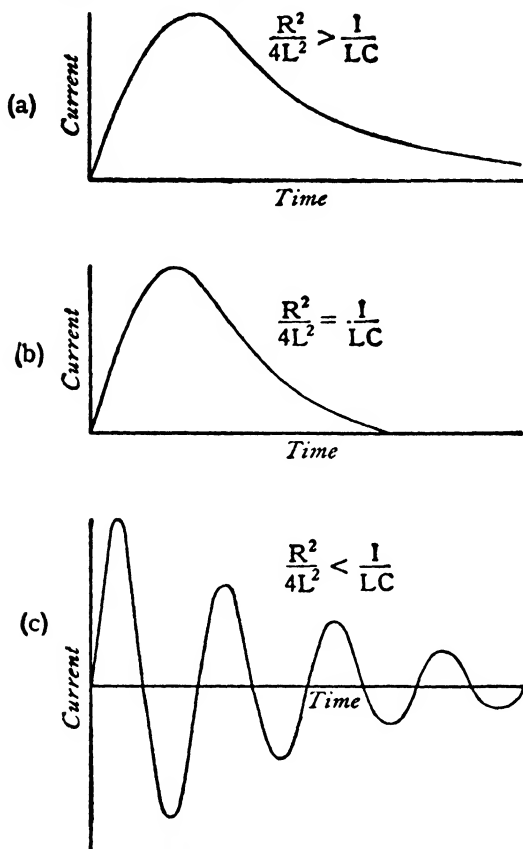 (a)
Current
R²/4L² > 1/LC
Time
(b)
Current
R²/4L² = 1/LC
Time
(c)
Current
R²/4L² < 1/LC
Time